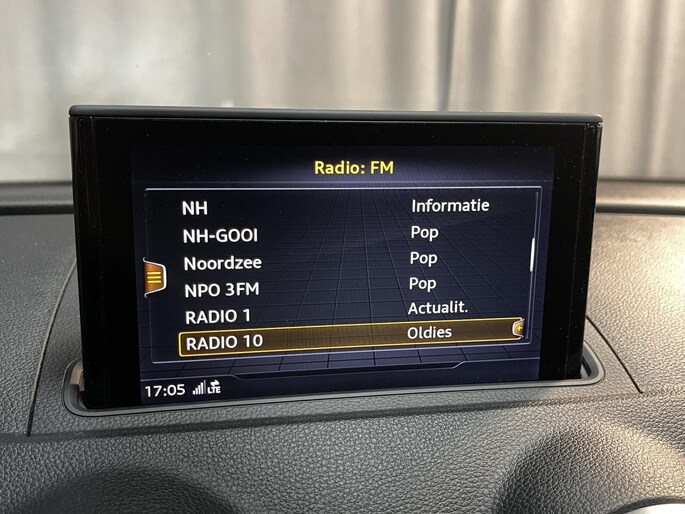 Radio: FM
NH Informatie
NH-GOOI Pop
Noordzee Pop
NPO 3FM Pop
RADIO 1 Actualit.
RADIO 10 Oldies
17:05 LTE